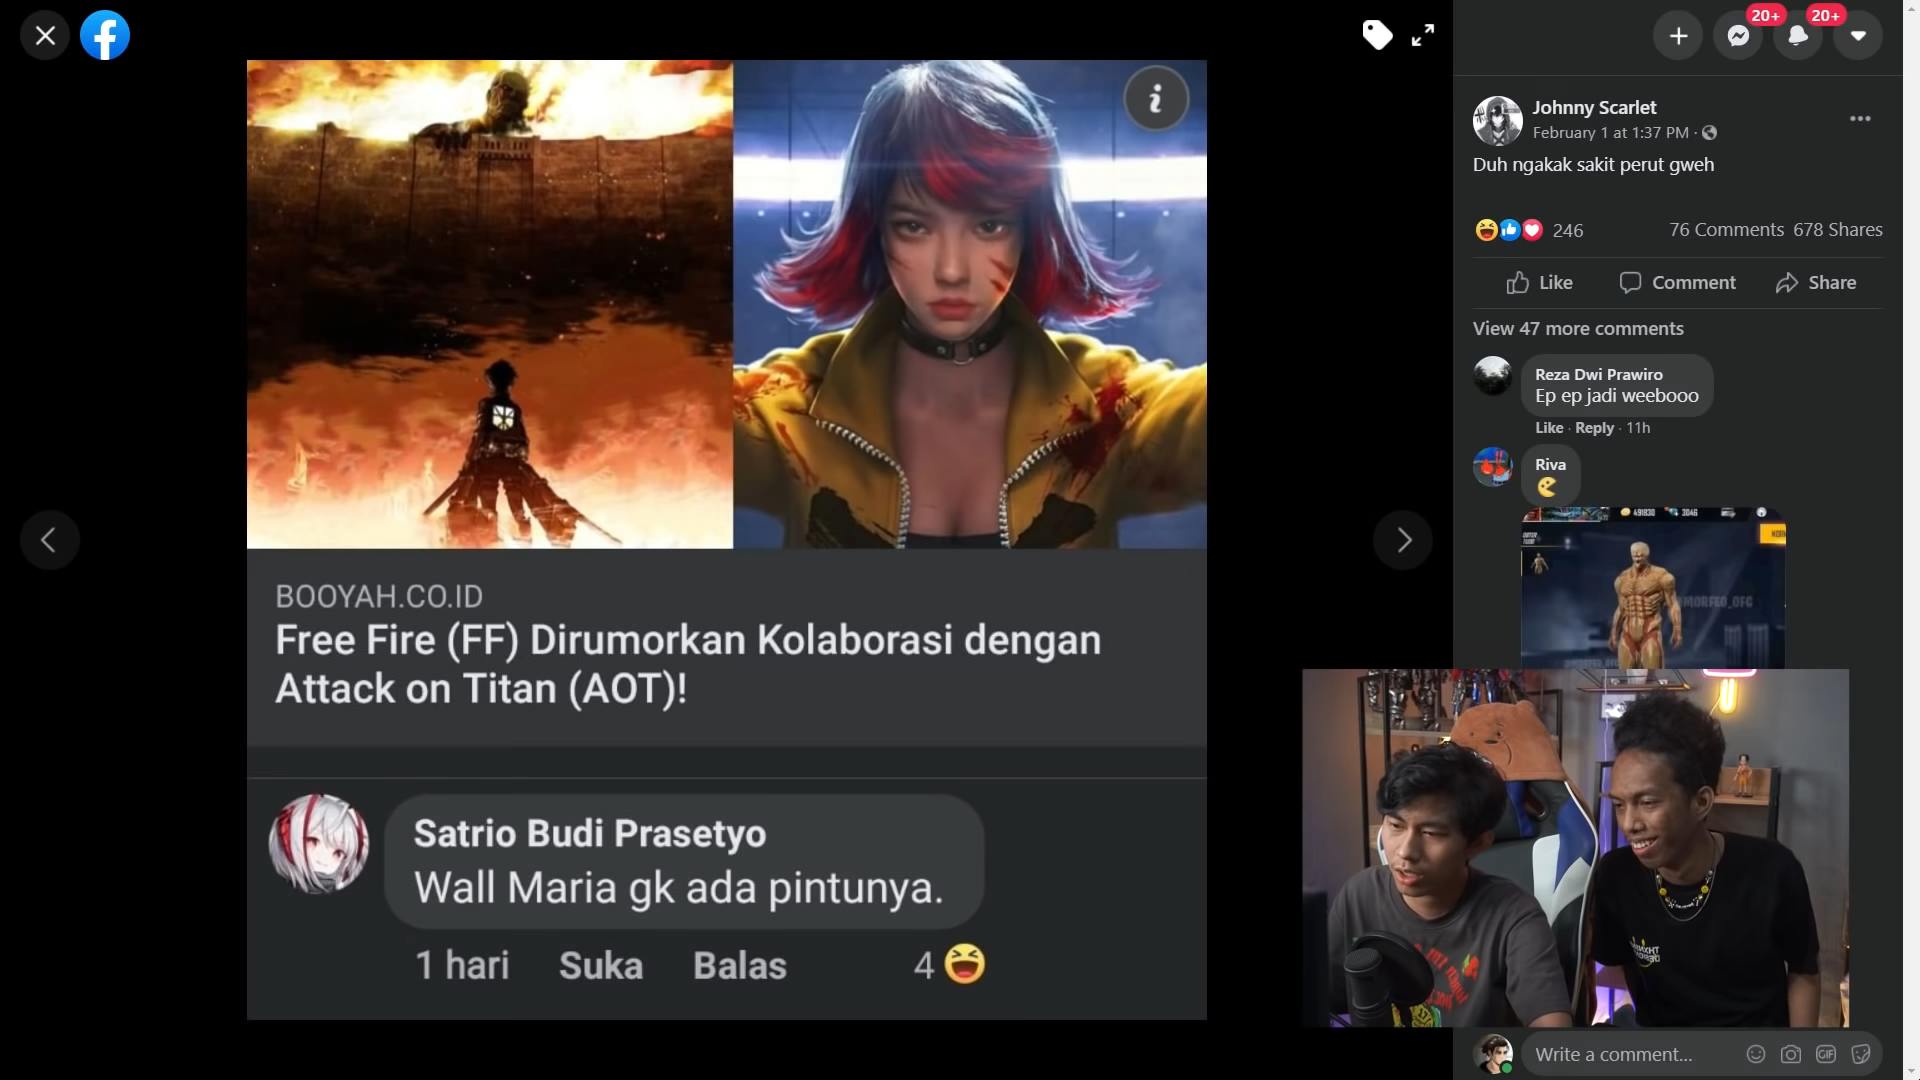 20+
20+
Johnny Scarlet
February 1 at 1:37 PM ·
Duh ngakak sakit perut gweh
246
76 Comments 678 Shares
Like
Comment
Share
View 47 more comments
Reza Dwi Prawiro
Ep ep jadi weebooo
Like · Reply · 11h
Riva
491830
3046
BOOYAH.CO.ID
Free Fire (FF) Dirumorkan Kolaborasi dengan
Attack on Titan (AOT)!
Satrio Budi Prasetyo
Wall Maria gk ada pintunya.
1 hari Suka Balas 4
Write a comment...
GIF